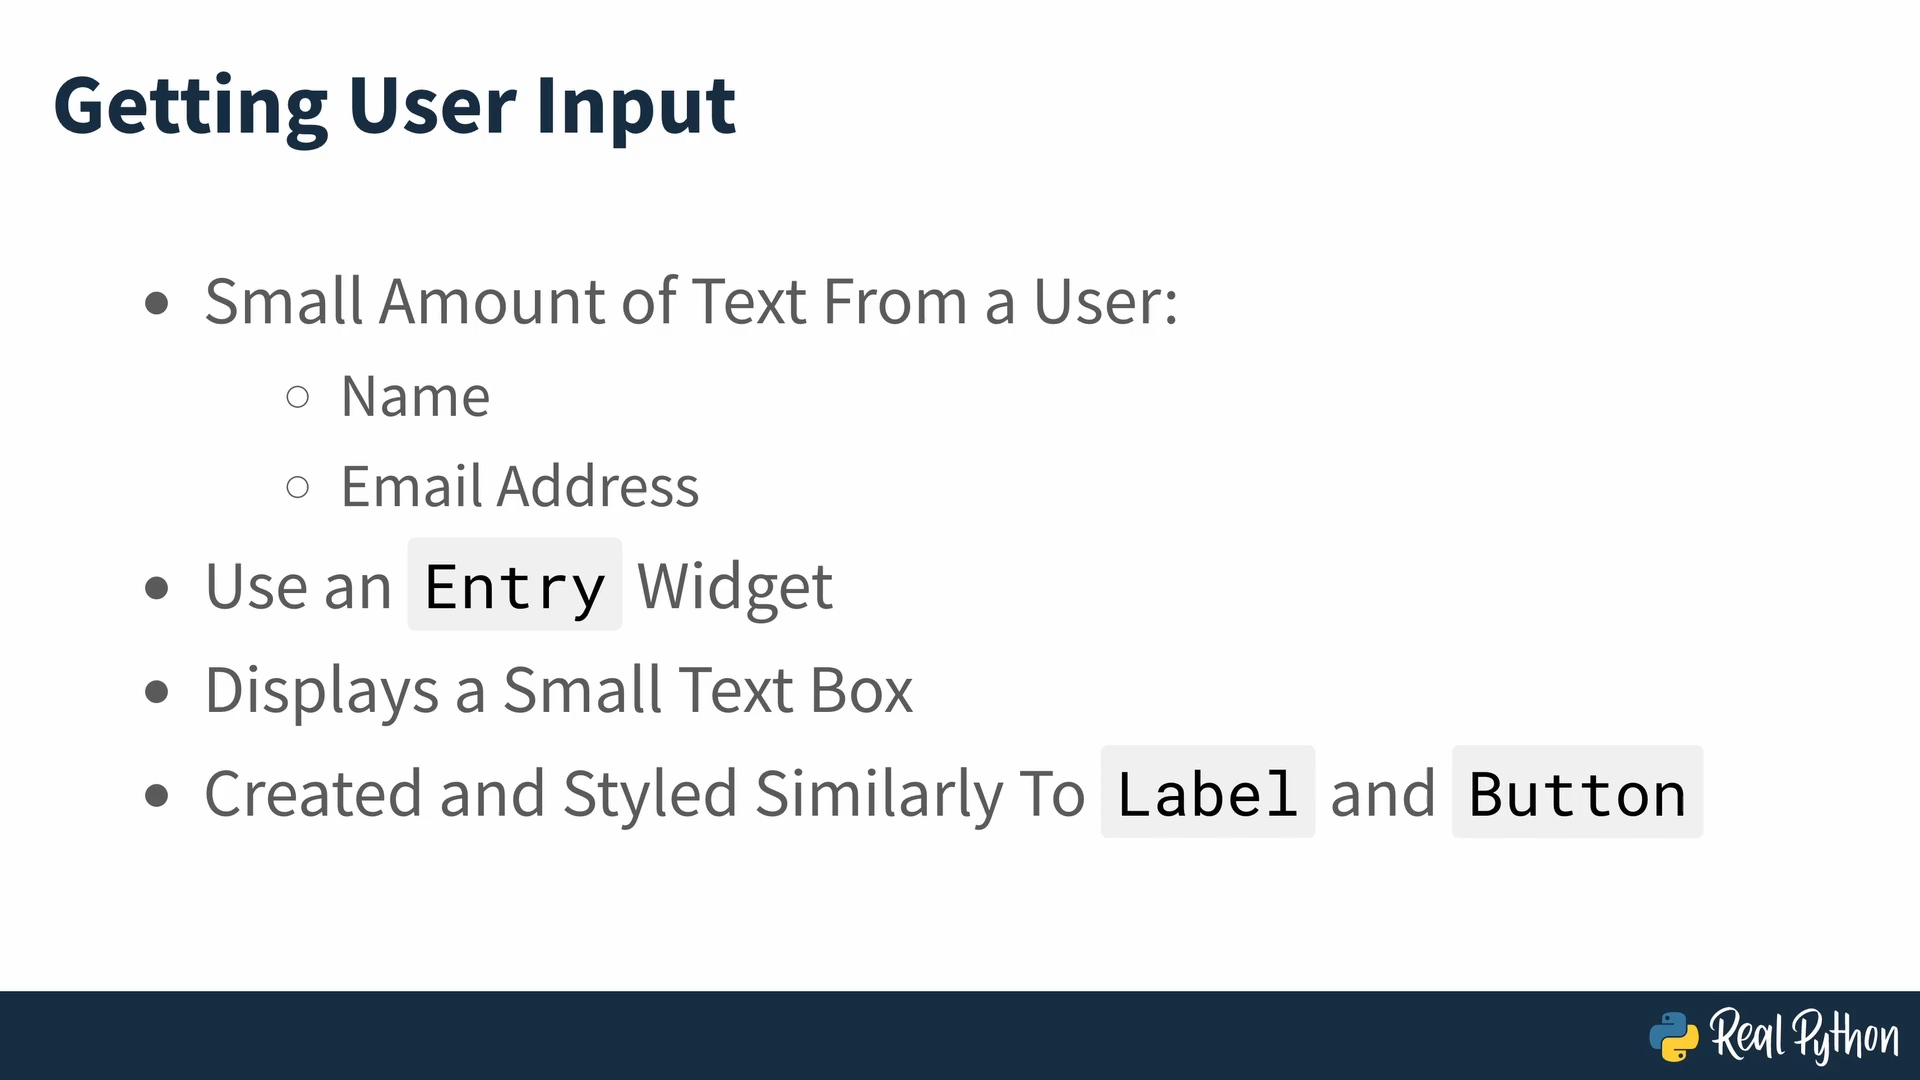 Getting User Input
Small Amount of Text From a User:
Name
Email Address
Use an Entry Widget
Displays a Small Text Box
Created and Styled Similarly To Label and Button
Real Python